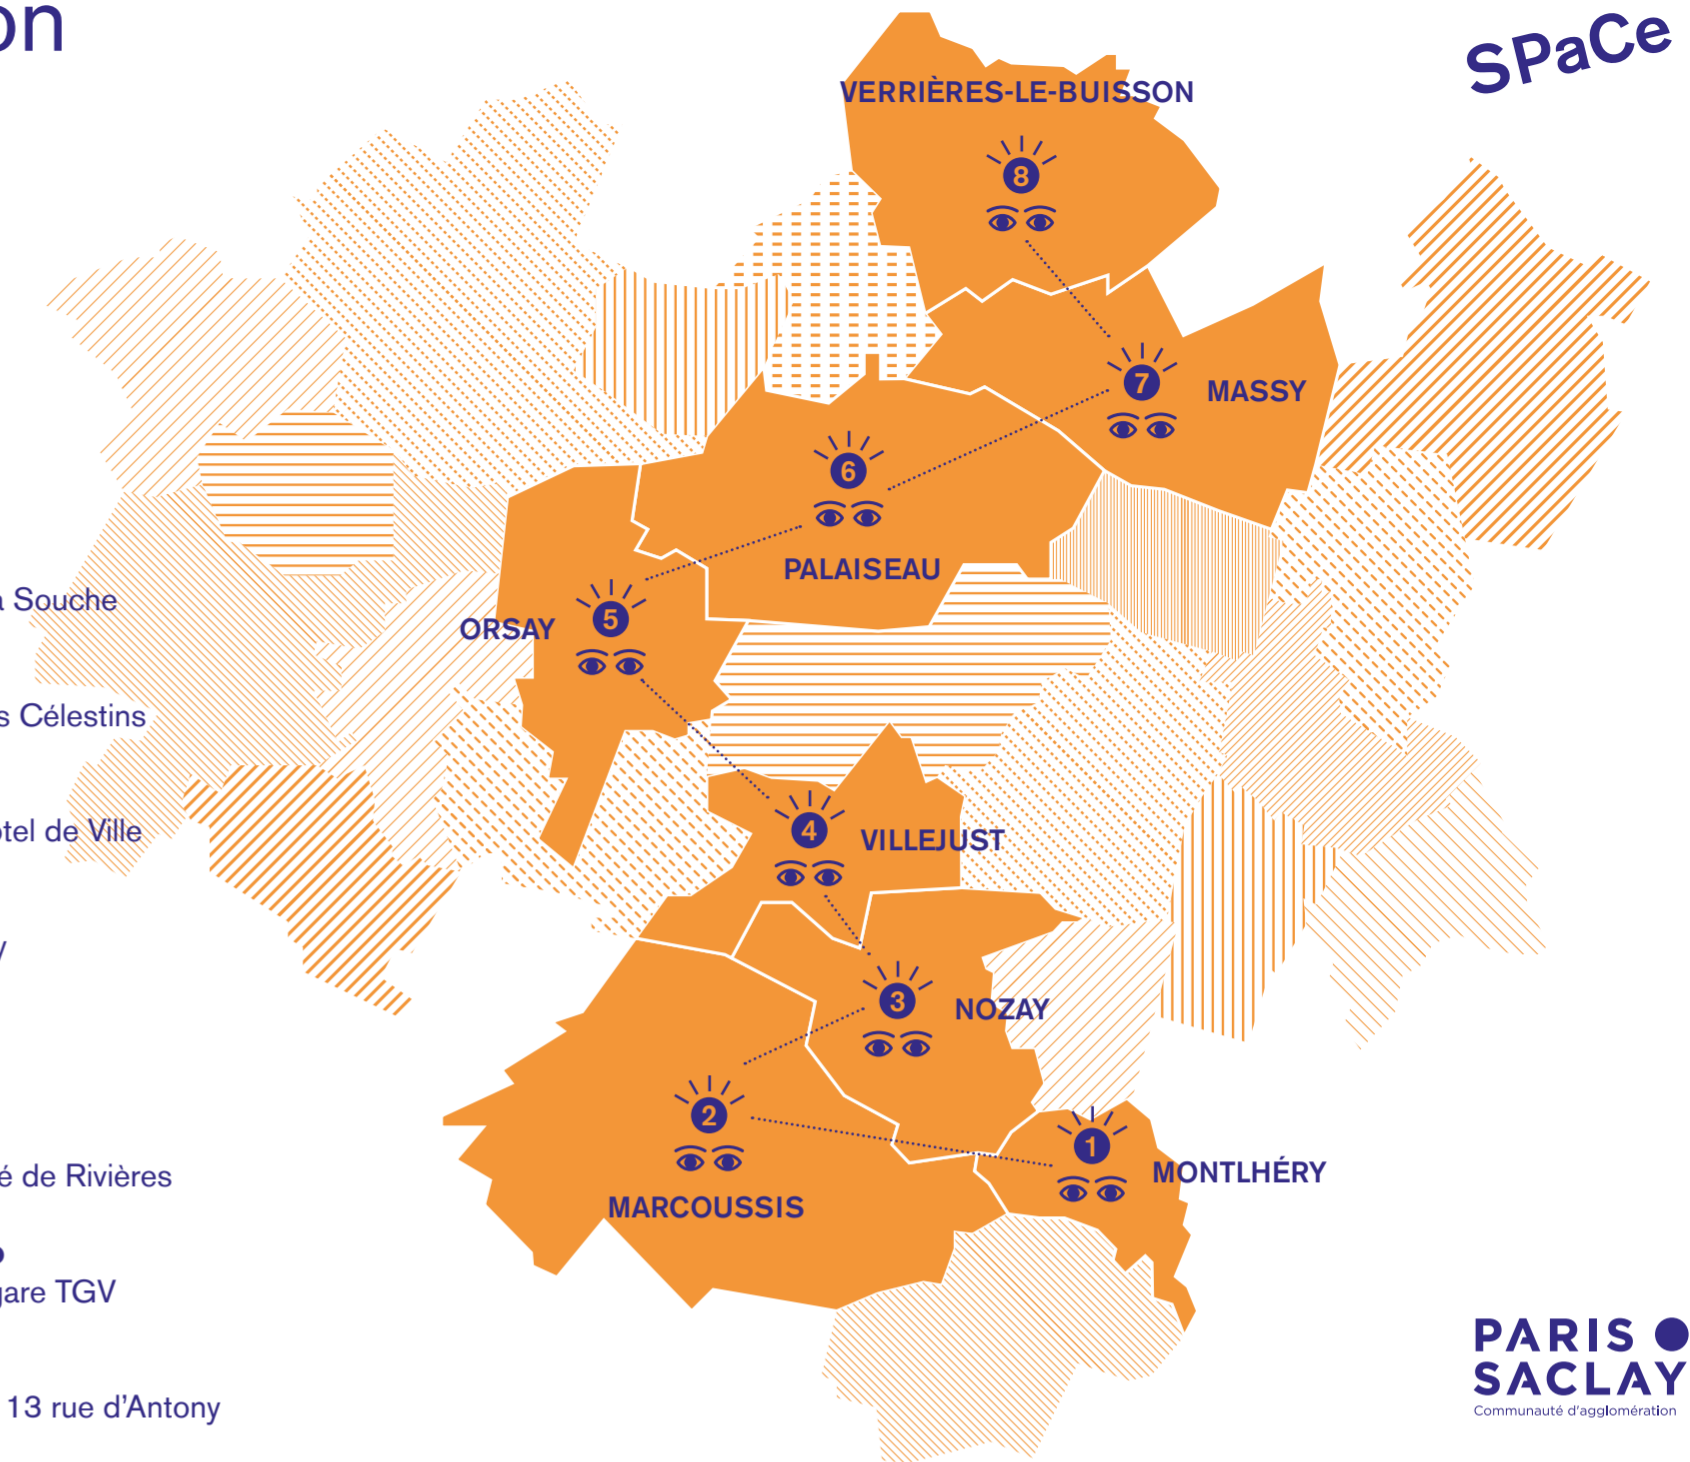 on
SPaCe
VERRIÈRES-LE-BUISSON
8
7
MASSY
6
PALAISEAU
Souche
5
ORSAY
s Célestins
4
tel de Ville
VILLEJUST
3
NOZAY
2
1
MONTLHÉRY
é de Rivières
MARCOUSSIS
gare TGV
13 rue d'Antony
PARIS
SACLAY
Communauté d'agglomération